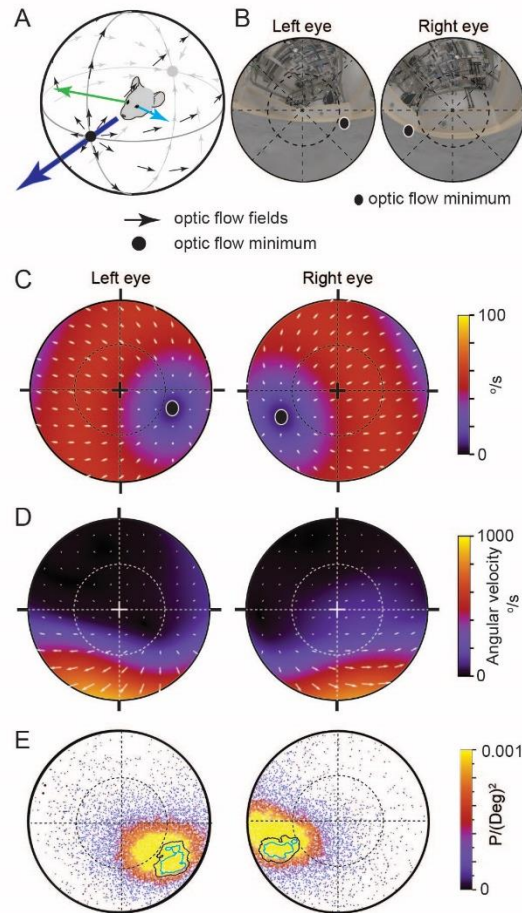 A
B
Left eye
Right eye
optic flow fields
optic flow minimum
optic flow minimum
C
Left eye
Right eye
100
°/s
0
D
1000
Angular velocity
°/s
0
E
0.001
P/(Deg)²
0